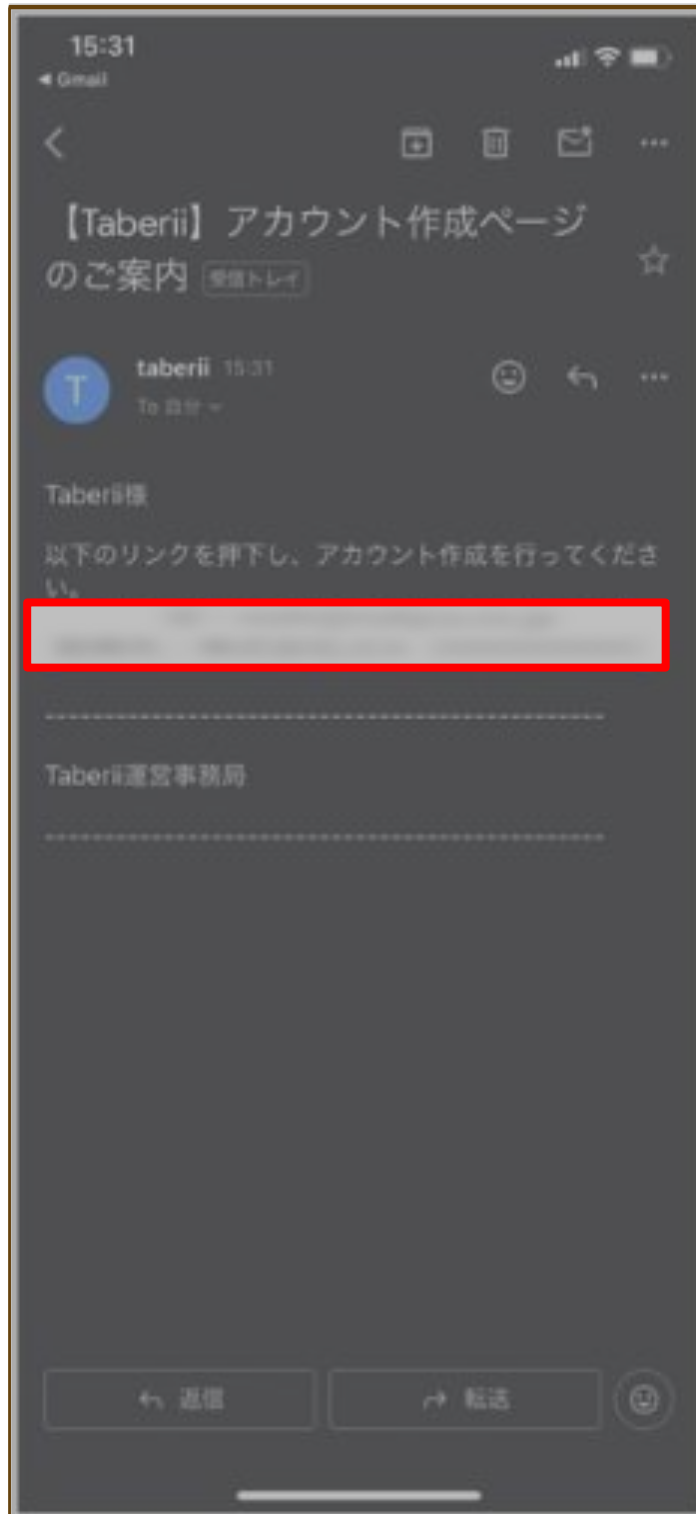 15:31
Gmail
【Taberii】アカウント作成ページ
のご案内 受信トレイ
taberii 15:31
T
To 自分
Taberii様
以下のリンクを押下し、アカウント作成を行ってくださ
い。
----------------------------------------------
Taberii運営事務局
----------------------------------------------
返信 転送